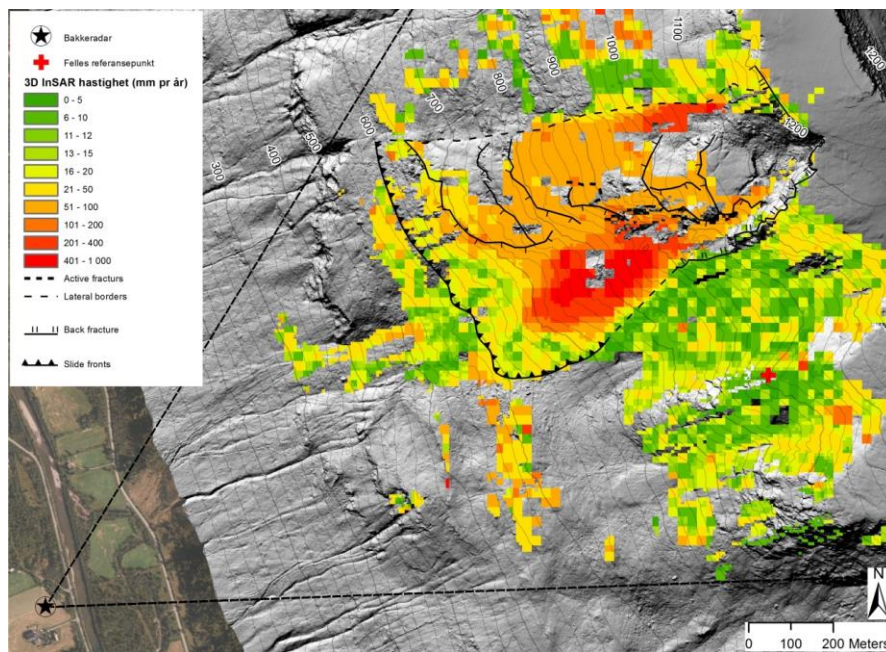 Bakkeradar
Felles referansepunkt
3D InSAR hastighet (mm pr år)
0 - 5
6 - 10
11 - 12
13 - 15
16 - 20
21 - 50
51 - 100
101 - 200
201 - 400
401 - 1 000
Active fracturs
Lateral borders
Back fracture
Slide fronts
300
400
500
600
700
800
900
1000
1100
1200
1200
N
0 100 200 Meters